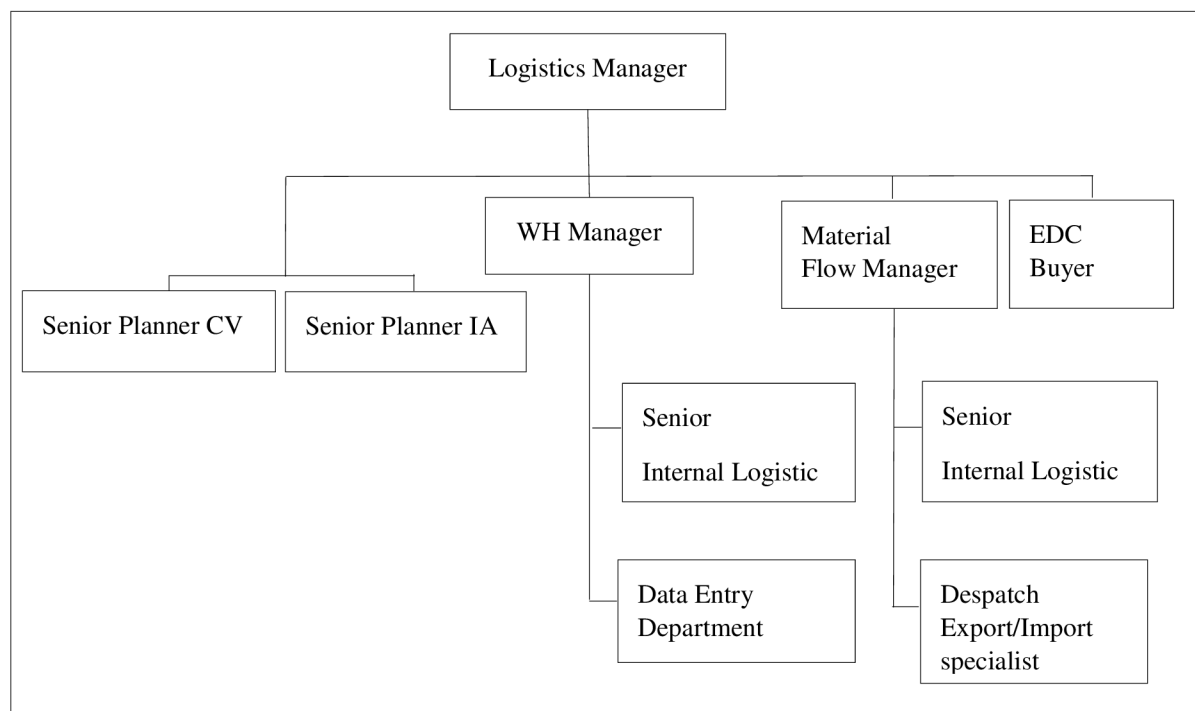 Logistics Manager
WH Manager
Material
Flow Manager
EDC
Buyer
Senior Planner CV
Senior Planner IA
Senior
Internal Logistic
Senior
Internal Logistic
Data Entry
Department
Despatch
Export/Import
specialist